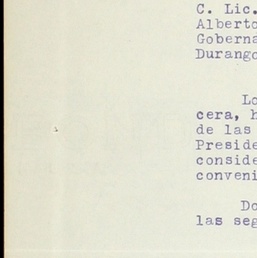 C. Lic.
Alberto
Goberna
Durango
Lo
cera, h
de las
Preside
conside
conveni
Do
las seg